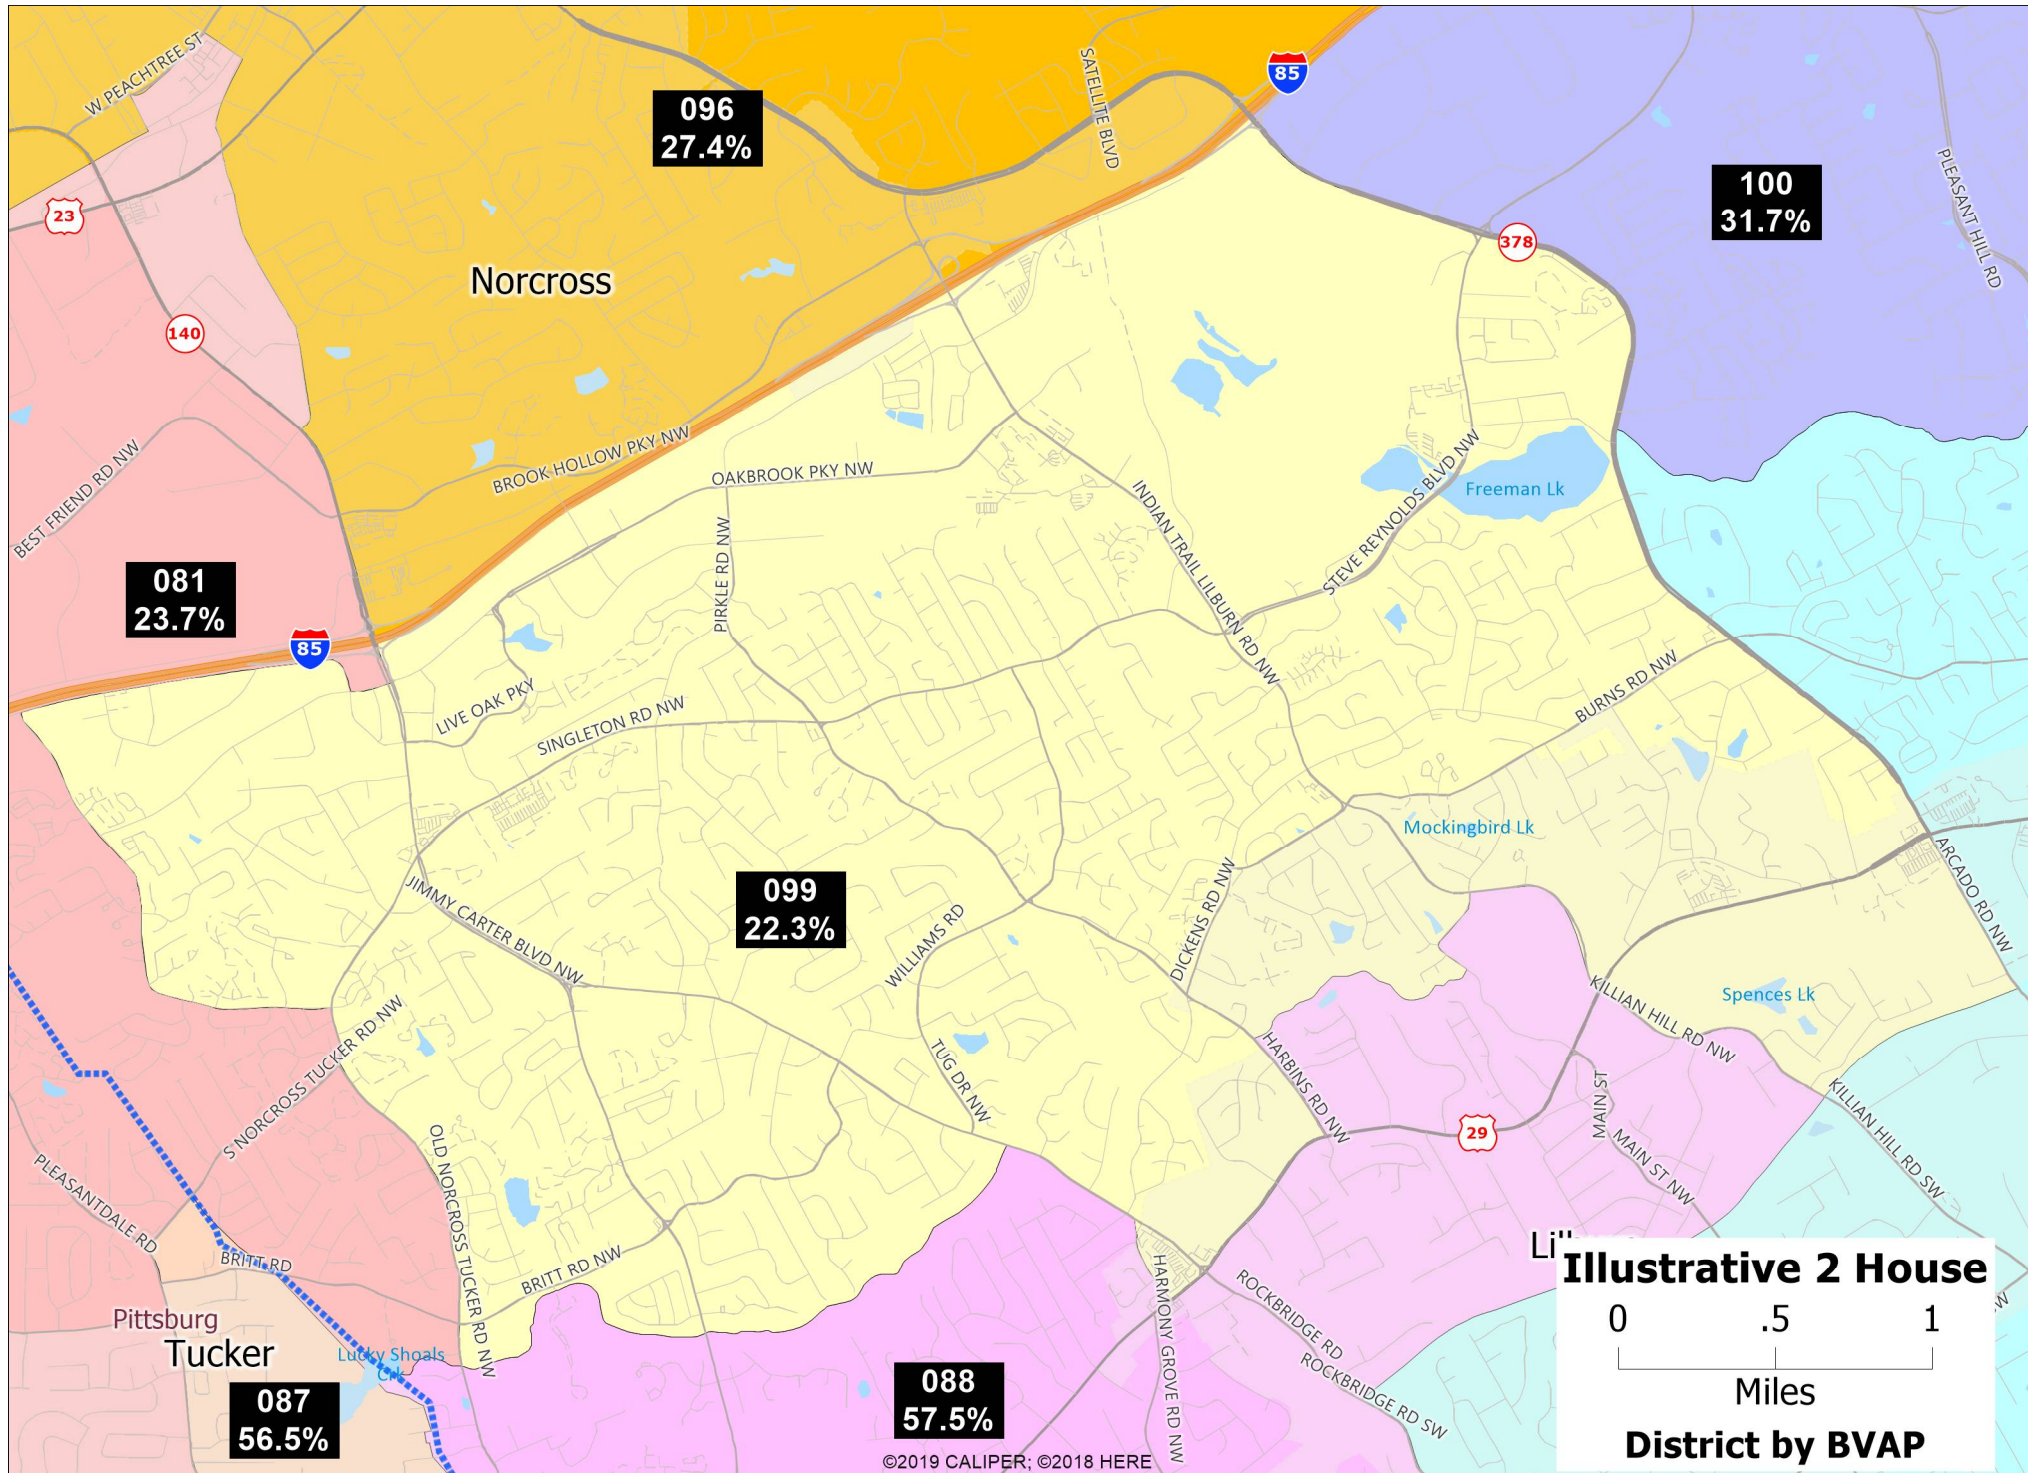 W PEACHTREE ST
096
27.4%
SATELLITE BLVD
85
100
31.7%
PLEASANT HILL RD
23
378
Norcross
140
BROOK HOLLOW PKY NW
OAKBROOK PKY NW
BEST FRIEND RD NW
INDIAN TRAIL LILBURN RD NW
STEVE REYNOLDS BLVD NW
Freeman Lk
PIRKLE RD NW
081
23.7%
85
LIVE OAK PKY
SINGLETON RD NW
BURNS RD NW
Mockingbird Lk
ARCADO RD NW
099
22.3%
JIMMY CARTER BLVD NW
WILLIAMS RD
DICKENS RD NW
KILLIAN HILL RD NW
Spences Lk
S NORCROSS TUCKER RD NW
TUG DR NW
HARBINS RD NW
29
MAIN ST
MAIN ST NW
KILLIAN HILL RD SW
OLD NORCROSS TUCKER RD NW
PLEASANTDALE RD
BRITT RD
BRITT RD NW
HARMONY GROVE RD NW
ROCKBRIDGE RD
ROCKBRIDGE RD SW
Pittsburg
Tucker
Lucky Shoals
Crk
087
56.5%
088
57.5%
Illustrative 2 House
0 .5 1
Miles
District by BVAP
©2019 CALIPER; ©2018 HERE